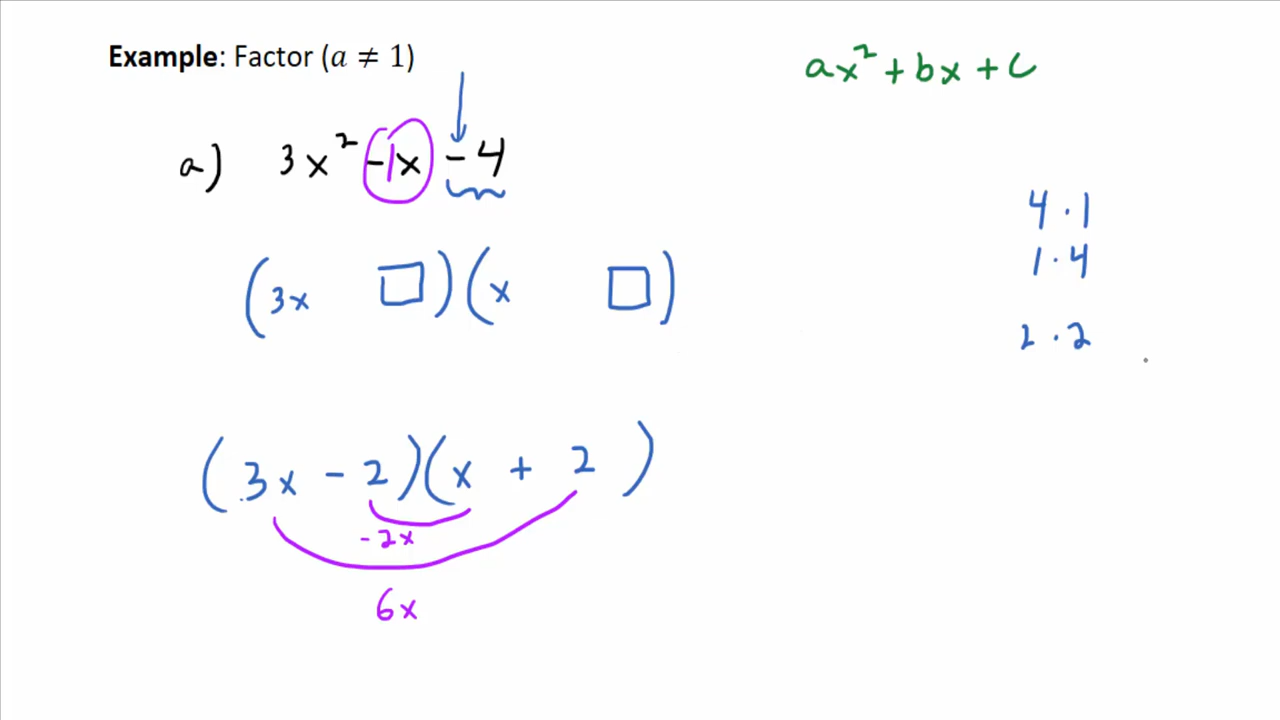 Example: Factor (a ≠ 1)
ax² + bx + c
a) 3x² -1x - 4
4 · 1
1 · 4
(3x □)(x □)
2 · 2
(3x - 2)(x + 2)
-2x
6x